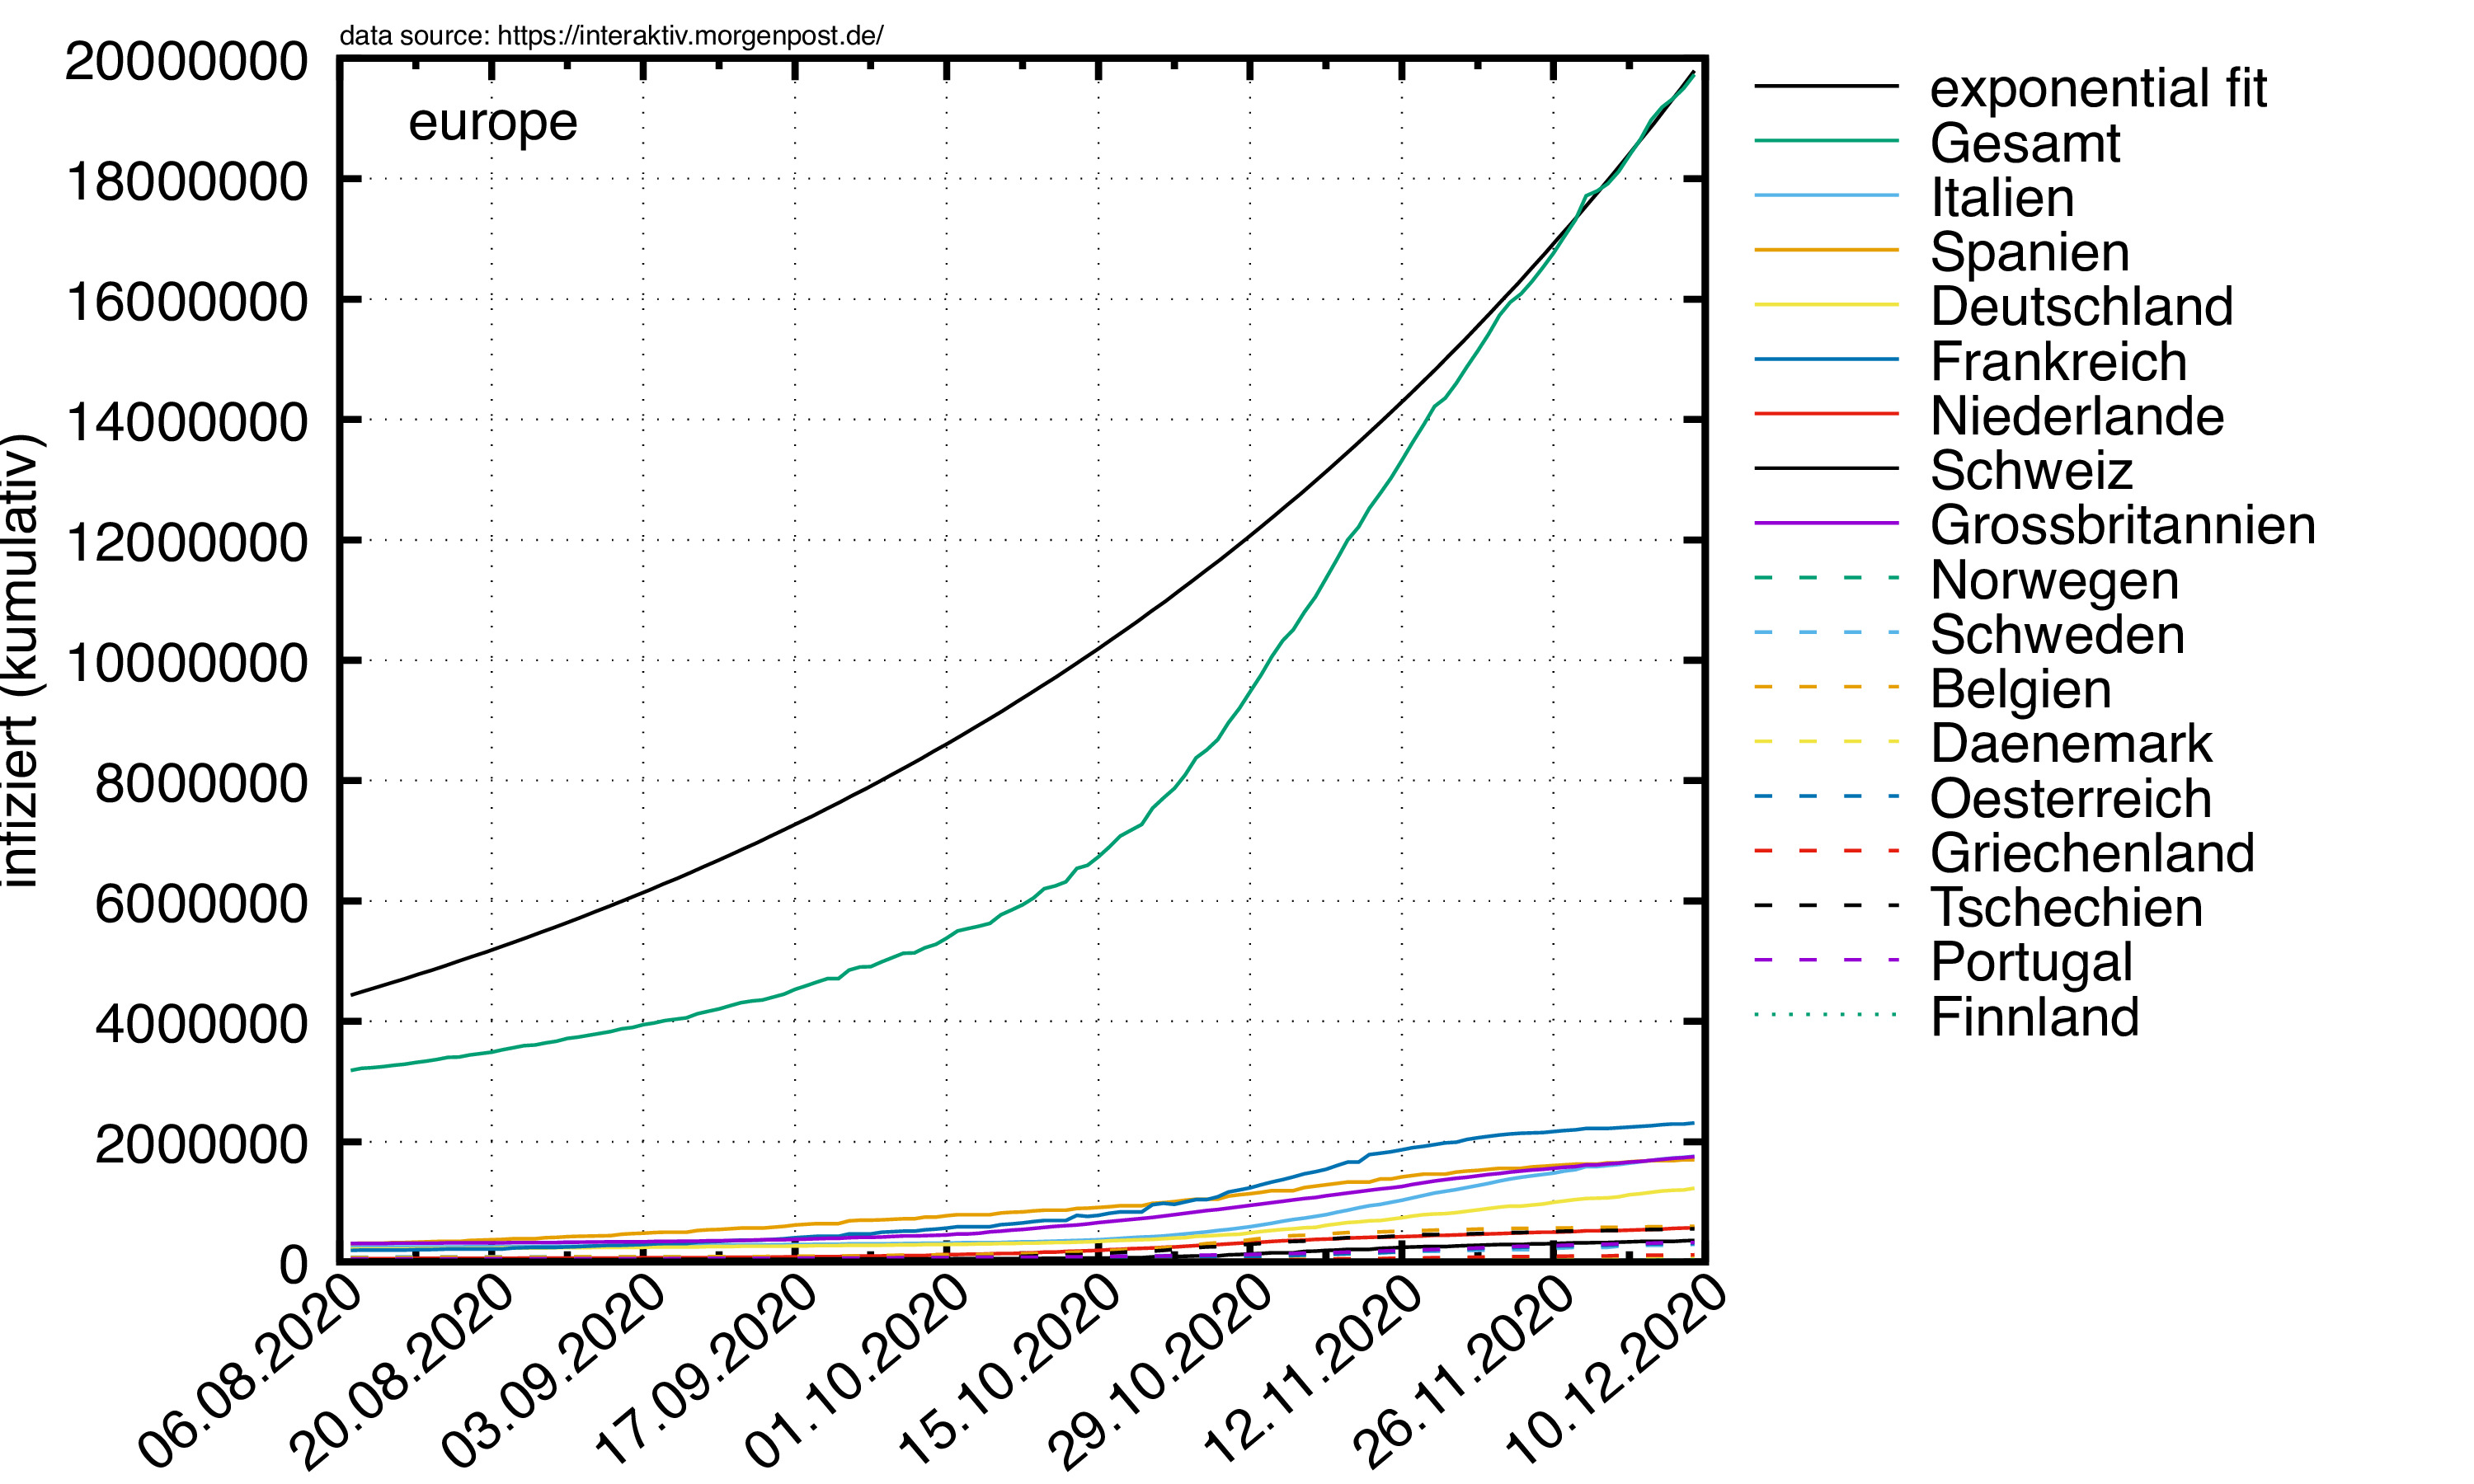 data source: https://interaktiv.morgenpost.de/
europe
infiziert (kumulativ)
20000000
18000000
16000000
14000000
12000000
10000000
8000000
6000000
4000000
2000000
0
06.08.2020
20.08.2020
03.09.2020
17.09.2020
01.10.2020
15.10.2020
29.10.2020
12.11.2020
26.11.2020
10.12.2020
exponential fit
Gesamt
Italien
Spanien
Deutschland
Frankreich
Niederlande
Schweiz
Grossbritannien
Norwegen
Schweden
Belgien
Daenemark
Oesterreich
Griechenland
Tschechien
Portugal
Finnland